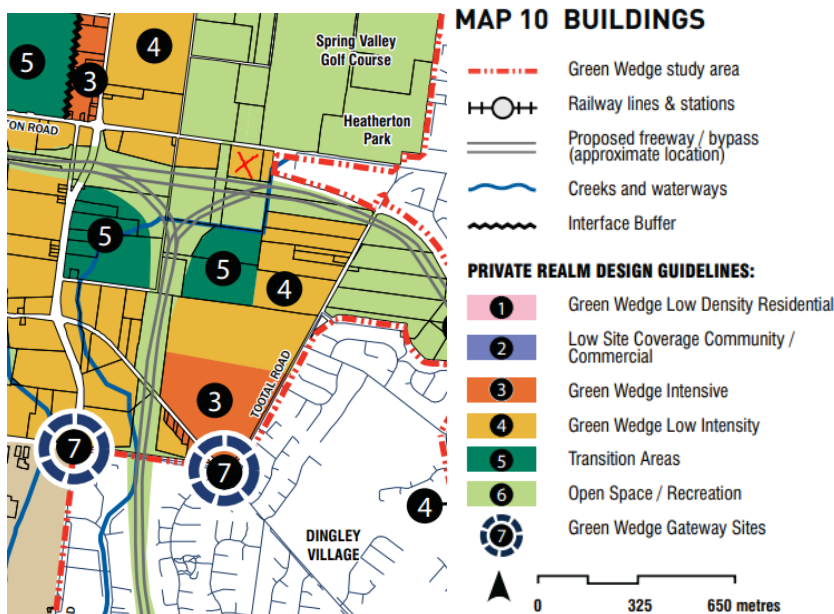 MAP 10 BUILDINGS
Spring Valley
Golf Course
Heatherton
Park
TON ROAD
TOOTAL ROAD
DINGLEY
VILLAGE
5
3
4
5
5
4
3
7
7
4
Green Wedge study area
Railway lines & stations
Proposed freeway / bypass
(approximate location)
Creeks and waterways
Interface Buffer
PRIVATE REALM DESIGN GUIDELINES:
1 Green Wedge Low Density Residential
2 Low Site Coverage Community /
Commercial
3 Green Wedge Intensive
4 Green Wedge Low Intensity
5 Transition Areas
6 Open Space / Recreation
7 Green Wedge Gateway Sites
0 325 650 metres